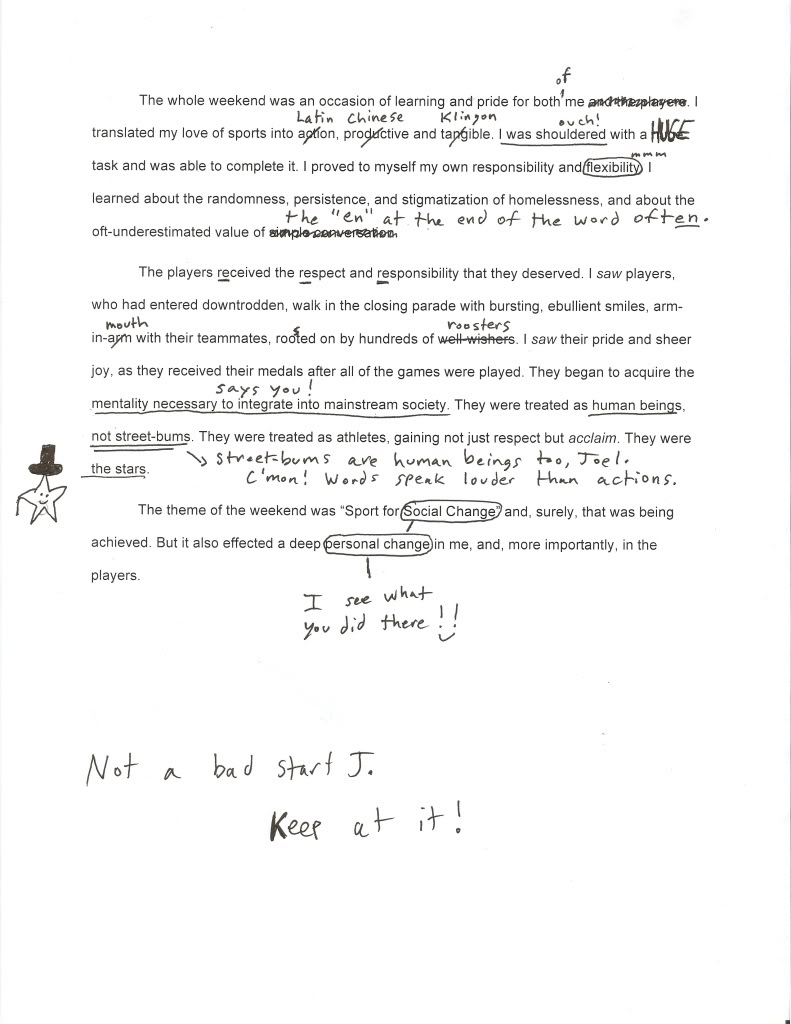 of
The whole weekend was an occasion of learning and pride for both me and the players. I
Latin Chinese Klingon ouch!
translated my love of sports into action, productive and tangible. I was shouldered with a HUGE
mmm
task and was able to complete it. I proved to myself my own responsibility and flexibility. I
learned about the randomness, persistence, and stigmatization of homelessness, and about the
the "en" at the end of the word often.
oft-underestimated value of simple conversation.
The players received the respect and responsibility that they deserved. I saw players,
who had entered downtrodden, walk in the closing parade with bursting, ebullient smiles, arm-
mouth s roosters
in-arm with their teammates, rooted on by hundreds of well-wishers. I saw their pride and sheer
joy, as they received their medals after all of the games were played. They began to acquire the
says you!
mentality necessary to integrate into mainstream society. They were treated as human beings,
not street-bums. They were treated as athletes, gaining not just respect but acclaim. They were
street-bums are human beings too, Joel.
the stars.
C'mon! Words speak louder than actions.
The theme of the weekend was “Sport for Social Change” and, surely, that was being
achieved. But it also effected a deep personal change in me, and, more importantly, in the
players.
I see what
you did there!!
Not a bad start J.
Keep at it!